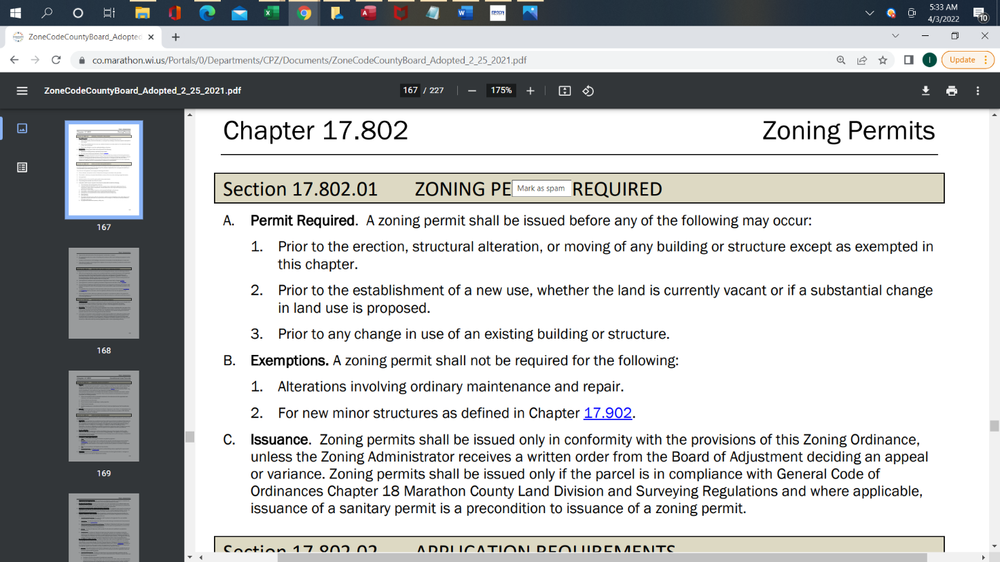 5:33 AM
4/3/2022
10
ZoneCodeCountyBoard_Adopted
co.marathon.wi.us/Portals/0/Departments/CPZ/Documents/ZoneCodeCountyBoard_Adopted_2_25_2021.pdf
I
Update
ZoneCodeCountyBoard_Adopted_2_25_2021.pdf
167 / 227
175%
167
168
169
Chapter 17.802 Zoning Permits
Section 17.802.01 ZONING PE Mark as spam REQUIRED
A. Permit Required. A zoning permit shall be issued before any of the following may occur:
1. Prior to the erection, structural alteration, or moving of any building or structure except as exempted in
this chapter.
2. Prior to the establishment of a new use, whether the land is currently vacant or if a substantial change
in land use is proposed.
3. Prior to any change in use of an existing building or structure.
B. Exemptions. A zoning permit shall not be required for the following:
1. Alterations involving ordinary maintenance and repair.
2. For new minor structures as defined in Chapter 17.902.
C. Issuance. Zoning permits shall be issued only in conformity with the provisions of this Zoning Ordinance,
unless the Zoning Administrator receives a written order from the Board of Adjustment deciding an appeal
or variance. Zoning permits shall be issued only if the parcel is in compliance with General Code of
Ordinances Chapter 18 Marathon County Land Division and Surveying Regulations and where applicable,
issuance of a sanitary permit is a precondition to issuance of a zoning permit.
Section 17.802.02 APPLICATION REQUIREMENTS